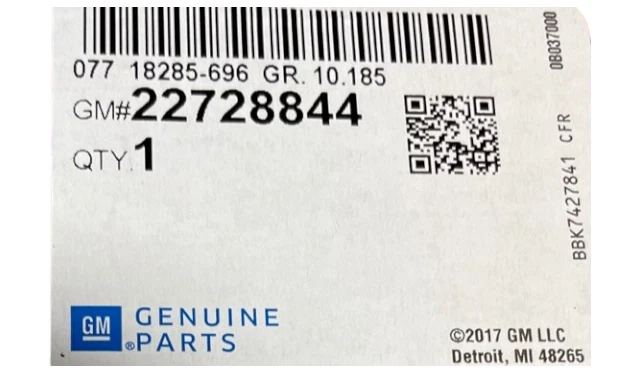 077 18285-696 GR. 10.185
GM#22728844
QTY.1
BBK7427841 CFR 0B037000
GM GENUINE
®PARTS
©2017 GM LLC
Detroit, MI 48265